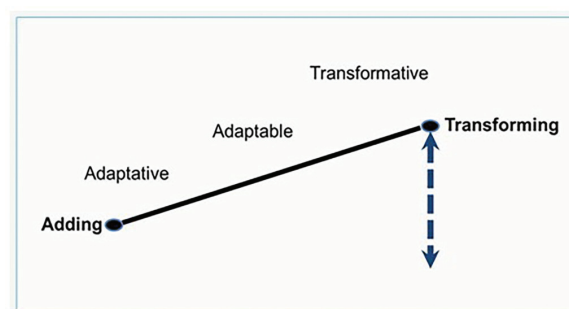 Transformative
Transforming
Adaptable
Adaptative
Adding